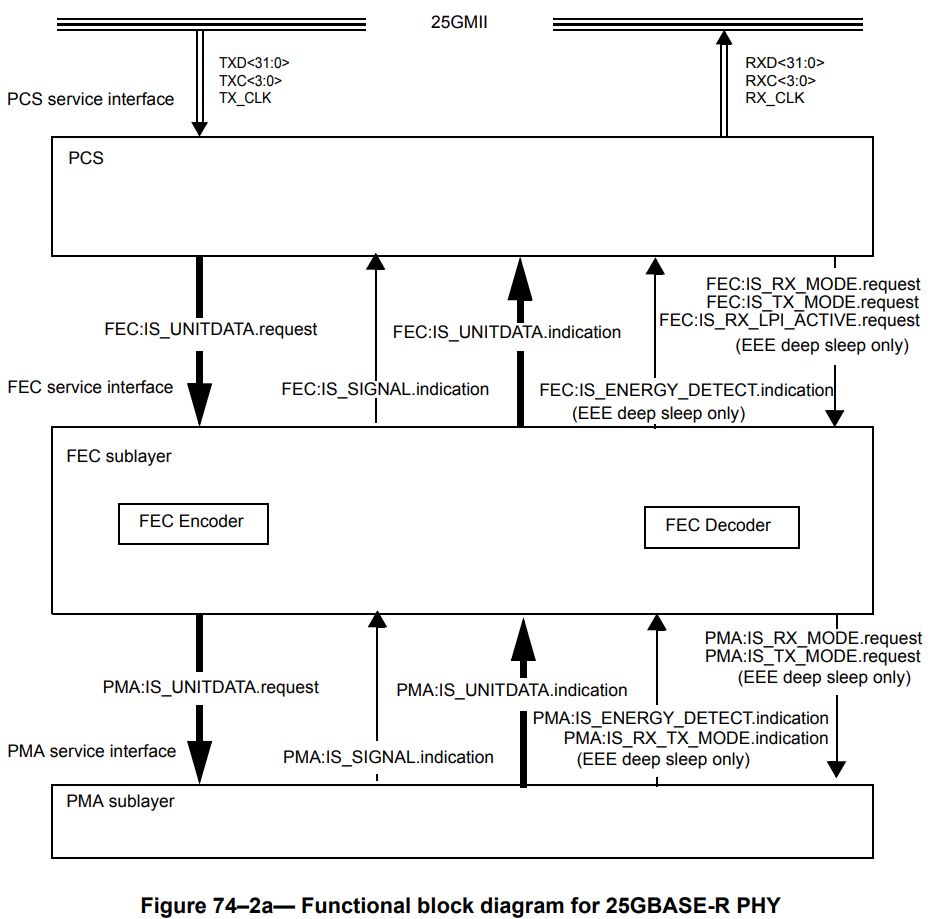 25GMII
TXD<31:0>
TXC<3:0>
TX_CLK
RXD<31:0>
RXC<3:0>
RX_CLK
PCS service interface
PCS
FEC:IS_RX_MODE.request
FEC:IS_TX_MODE.request
FEC:IS_RX_LPI_ACTIVE.request
(EEE deep sleep only)
FEC:IS_UNITDATA.request
FEC:IS_UNITDATA.indication
FEC service interface
FEC:IS_SIGNAL.indication
FEC:IS_ENERGY_DETECT.indication
(EEE deep sleep only)
FEC sublayer
FEC Encoder
FEC Decoder
PMA:IS_RX_MODE.request
PMA:IS_TX_MODE.request
(EEE deep sleep only)
PMA:IS_UNITDATA.request
PMA:IS_UNITDATA.indication
PMA:IS_ENERGY_DETECT.indication
PMA:IS_RX_TX_MODE.indication
(EEE deep sleep only)
PMA service interface
PMA:IS_SIGNAL.indication
PMA sublayer
Figure 74–2a— Functional block diagram for 25GBASE-R PHY